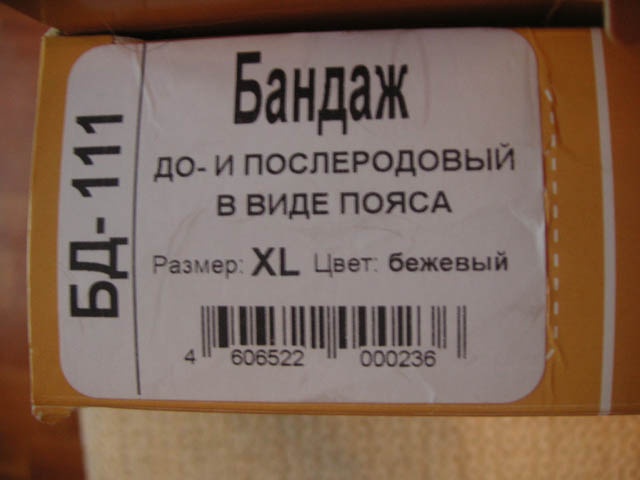 БД-111
Бандаж
ДО- И ПОСЛЕРОДОВЫЙ
В ВИДЕ ПОЯСА
Размер: XL Цвет: бежевый
4 606522 000236